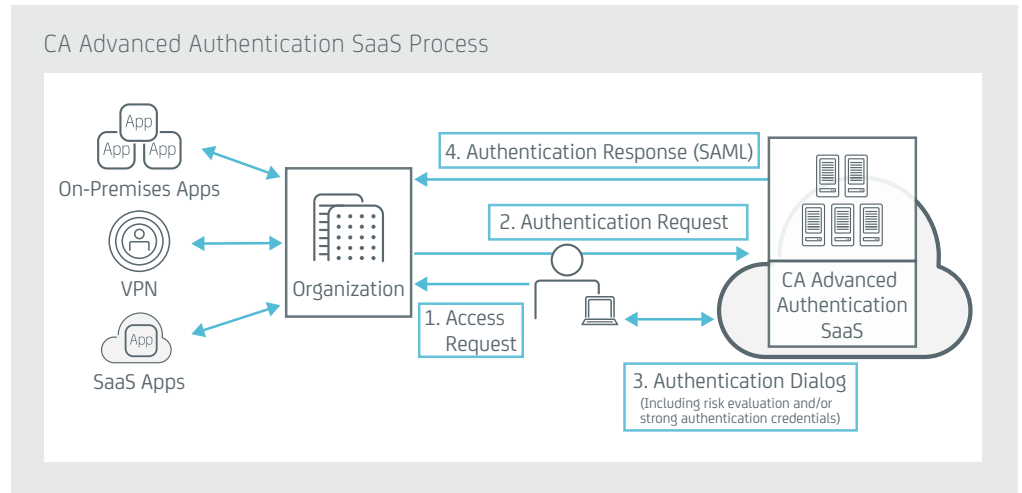 CA Advanced Authentication SaaS Process
App
App
App
On-Premises Apps
VPN
App
SaaS Apps
Organization
4. Authentication Response (SAML)
2. Authentication Request
1. Access
Request
3. Authentication Dialog
(Including risk evaluation and/or
strong authentication credentials)
CA Advanced
Authentication
SaaS